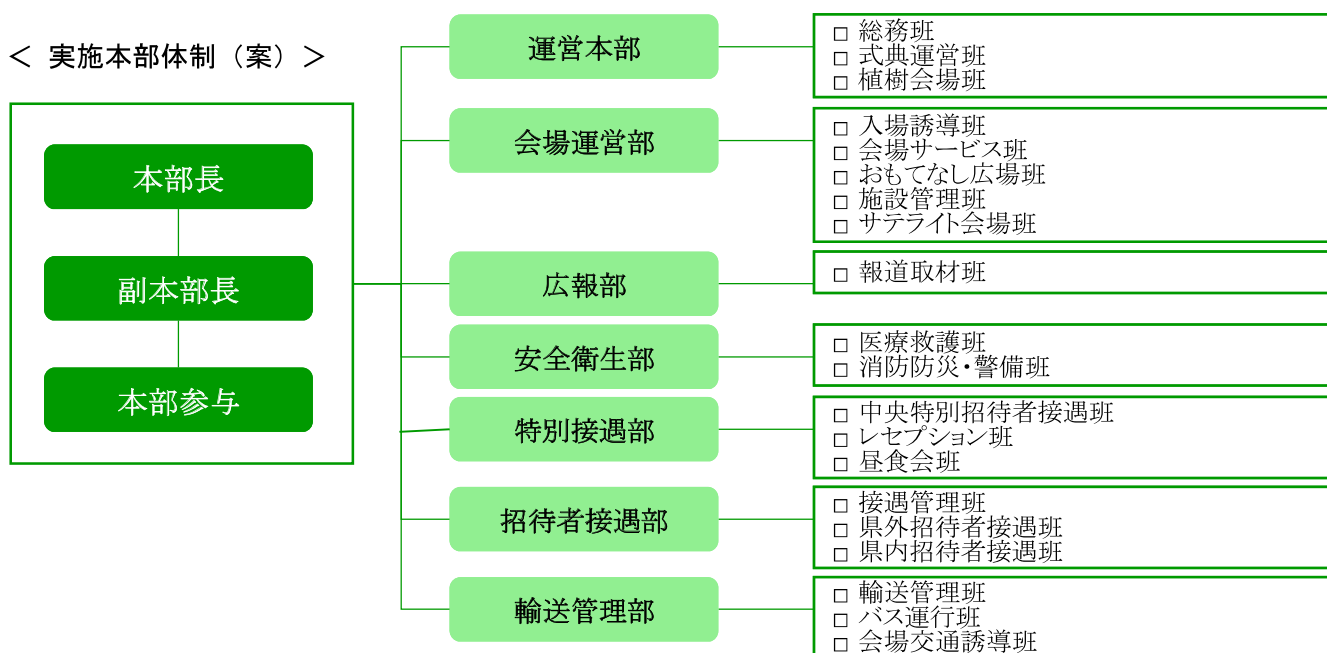 ＜ 実施本部体制（案）＞
本部長
副本部長
本部参与
運営本部
□ 総務班
□ 式典運営班
□ 植樹会場班
会場運営部
□ 入場誘導班
□ 会場サービス班
□ おもてなし広場班
□ 施設管理班
□ サテライト会場班
広報部
□ 報道取材班
安全衛生部
□ 医療救護班
□ 消防防災・警備班
特別接遇部
□ 中央特別招待者接遇班
□ レセプション班
□ 昼食会班
招待者接遇部
□ 接遇管理班
□ 県外招待者接遇班
□ 県内招待者接遇班
輸送管理部
□ 輸送管理班
□ バス運行班
□ 会場交通誘導班